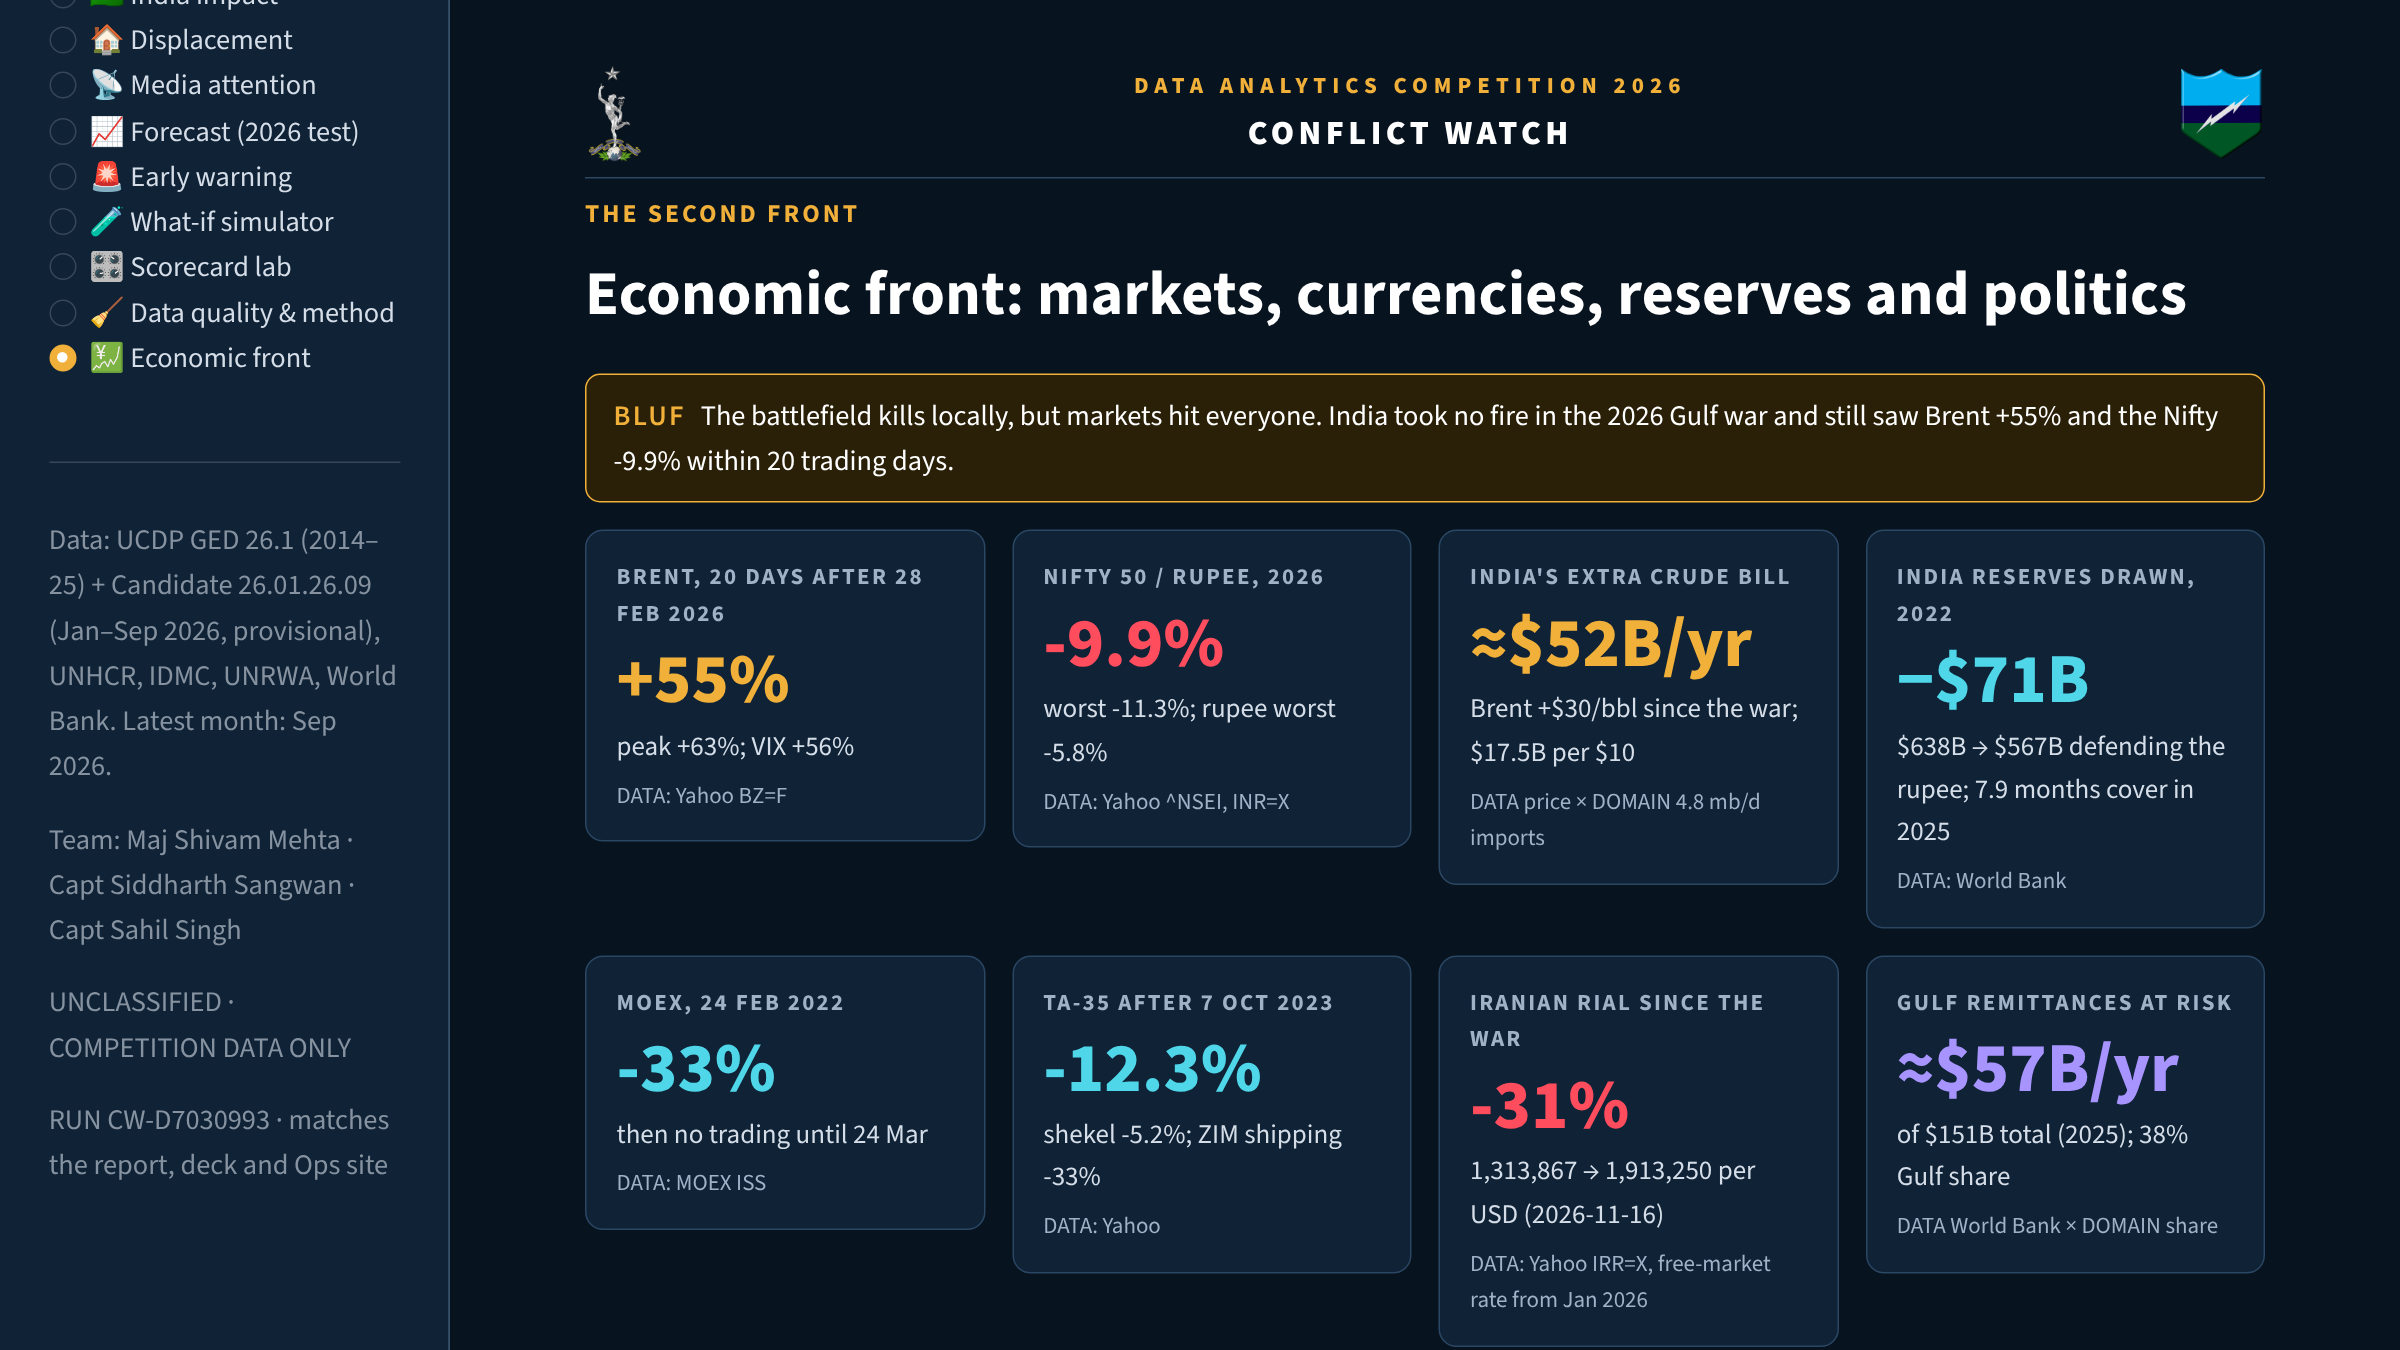 India impact
Displacement
Media attention
Forecast (2026 test)
Early warning
What-if simulator
Scorecard lab
Data quality & method
Economic front
Data: UCDP GED 26.1 (2014–
25) + Candidate 26.01.26.09
(Jan–Sep 2026, provisional),
UNHCR, IDMC, UNRWA, World
Bank. Latest month: Sep
2026.
Team: Maj Shivam Mehta ·
Capt Siddharth Sangwan ·
Capt Sahil Singh
UNCLASSIFIED ·
COMPETITION DATA ONLY
RUN CW-D7030993 · matches
the report, deck and Ops site
DATA ANALYTICS COMPETITION 2026
CONFLICT WATCH
THE SECOND FRONT
Economic front: markets, currencies, reserves and politics
BLUF The battlefield kills locally, but markets hit everyone. India took no fire in the 2026 Gulf war and still saw Brent +55% and the Nifty
-9.9% within 20 trading days.
BRENT, 20 DAYS AFTER 28
FEB 2026
+55%
peak +63%; VIX +56%
DATA: Yahoo BZ=F
NIFTY 50 / RUPEE, 2026
-9.9%
worst -11.3%; rupee worst
-5.8%
DATA: Yahoo ^NSEI, INR=X
INDIA'S EXTRA CRUDE BILL
≈$52B/yr
Brent +$30/bbl since the war;
$17.5B per $10
DATA price × DOMAIN 4.8 mb/d
imports
INDIA RESERVES DRAWN,
2022
−$71B
$638B → $567B defending the
rupee; 7.9 months cover in
2025
DATA: World Bank
MOEX, 24 FEB 2022
-33%
then no trading until 24 Mar
DATA: MOEX ISS
TA-35 AFTER 7 OCT 2023
-12.3%
shekel -5.2%; ZIM shipping
-33%
DATA: Yahoo
IRANIAN RIAL SINCE THE
WAR
-31%
1,313,867 → 1,913,250 per
USD (2026-11-16)
DATA: Yahoo IRR=X, free-market
rate from Jan 2026
GULF REMITTANCES AT RISK
≈$57B/yr
of $151B total (2025); 38%
Gulf share
DATA World Bank × DOMAIN share